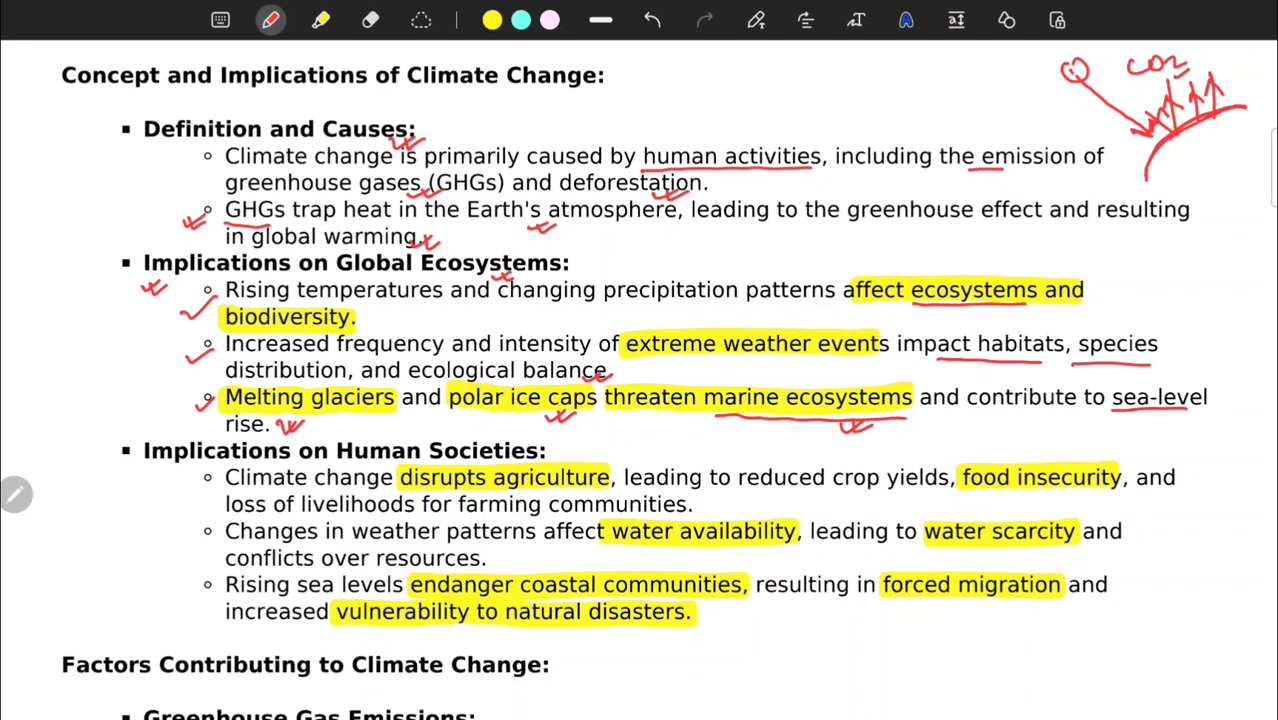 Concept and Implications of Climate Change:
CO2
▪ Definition and Causes:
◦ Climate change is primarily caused by human activities, including the emission of
greenhouse gases (GHGs) and deforestation.
◦ GHGs trap heat in the Earth's atmosphere, leading to the greenhouse effect and resulting
in global warming.
▪ Implications on Global Ecosystems:
◦ Rising temperatures and changing precipitation patterns affect ecosystems and
biodiversity.
◦ Increased frequency and intensity of extreme weather events impact habitats, species
distribution, and ecological balance.
◦ Melting glaciers and polar ice caps threaten marine ecosystems and contribute to sea-level
rise.
▪ Implications on Human Societies:
◦ Climate change disrupts agriculture, leading to reduced crop yields, food insecurity, and
loss of livelihoods for farming communities.
◦ Changes in weather patterns affect water availability, leading to water scarcity and
conflicts over resources.
◦ Rising sea levels endanger coastal communities, resulting in forced migration and
increased vulnerability to natural disasters.
Factors Contributing to Climate Change:
▪ Greenhouse Gas Emissions: